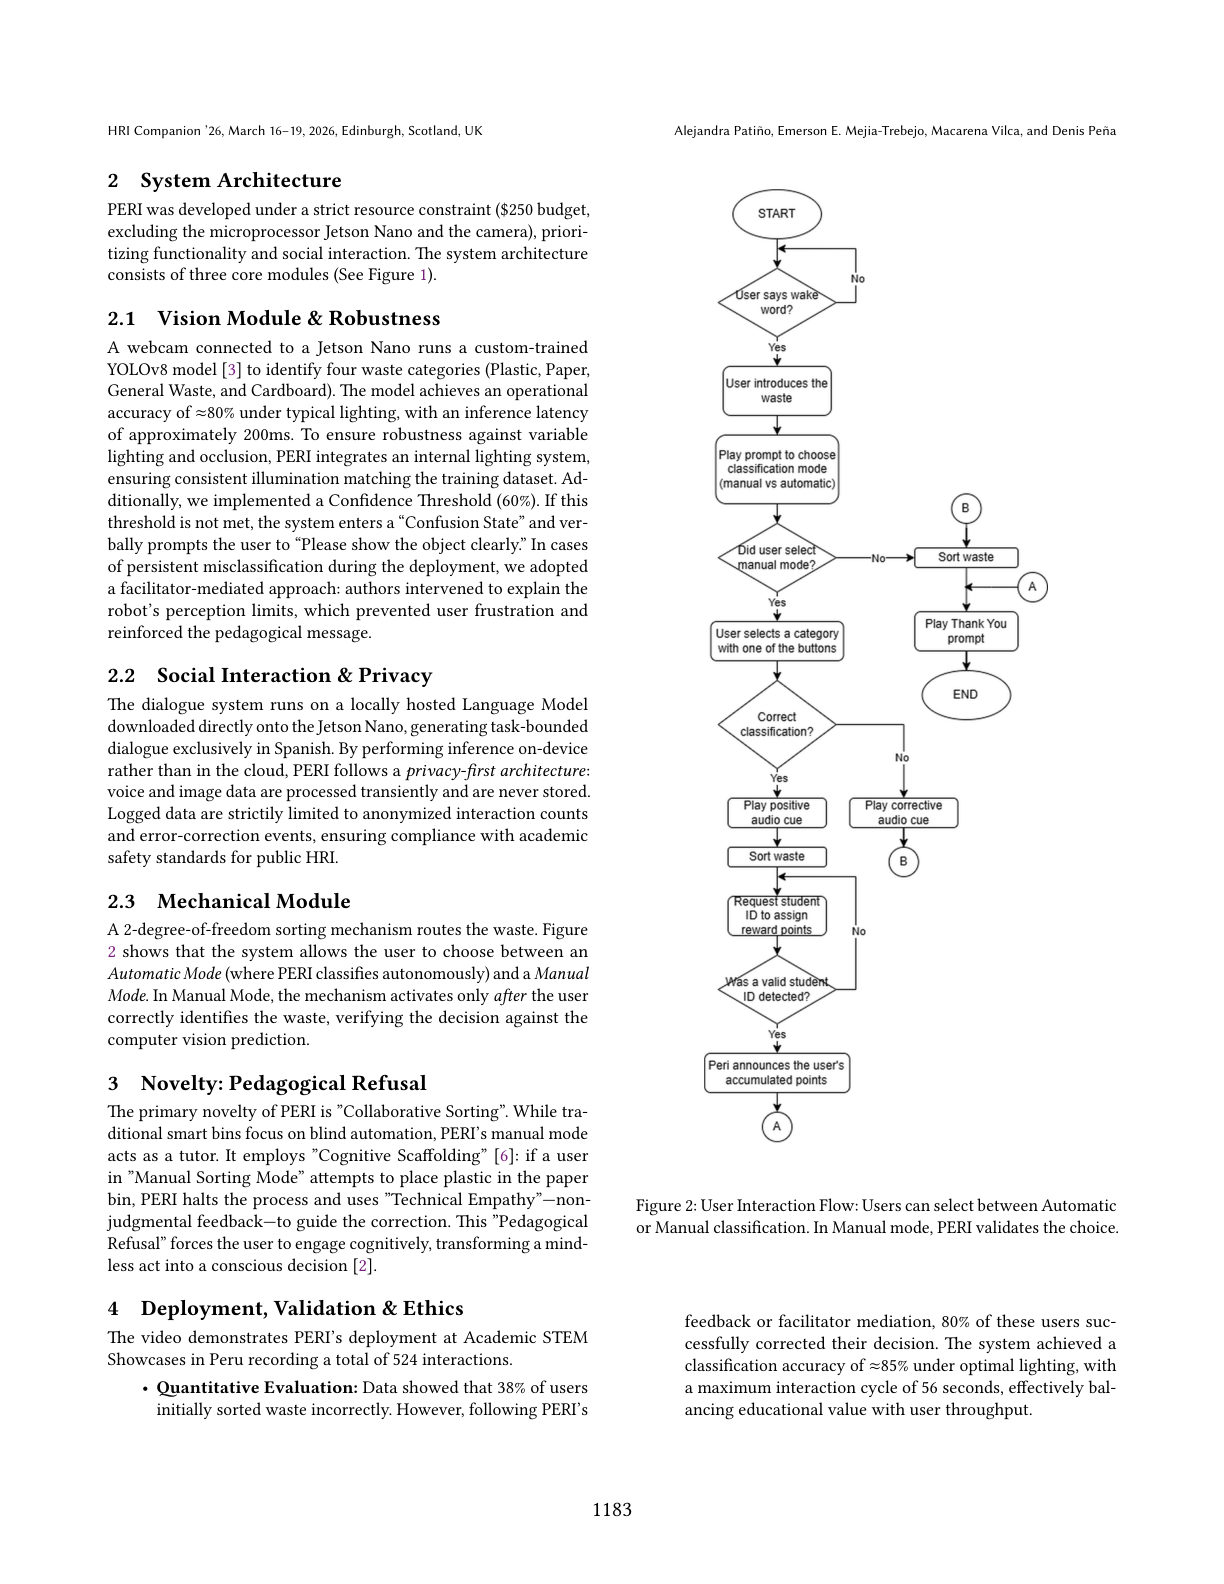 HRI Companion ’26, March 16–19, 2026, Edinburgh, Scotland, UK
Alejandra Patiño, Emerson E. Mejia-Trebejo, Macarena Vilca, and Denis Peña
2 System Architecture
PERI was developed under a strict resource constraint ($250 budget,
excluding the microprocessor Jetson Nano and the camera), priori-
tizing functionality and social interaction. The system architecture
consists of three core modules (See Figure 1).
2.1 Vision Module & Robustness
A webcam connected to a Jetson Nano runs a custom-trained
YOLOv8 model [3] to identify four waste categories (Plastic, Paper,
General Waste, and Cardboard). The model achieves an operational
accuracy of ≈80% under typical lighting, with an inference latency
of approximately 200ms. To ensure robustness against variable
lighting and occlusion, PERI integrates an internal lighting system,
ensuring consistent illumination matching the training dataset. Ad-
ditionally, we implemented a Confidence Threshold (60%). If this
threshold is not met, the system enters a “Confusion State” and ver-
bally prompts the user to “Please show the object clearly.” In cases
of persistent misclassification during the deployment, we adopted
a facilitator-mediated approach: authors intervened to explain the
robot’s perception limits, which prevented user frustration and
reinforced the pedagogical message.
2.2 Social Interaction & Privacy
The dialogue system runs on a locally hosted Language Model
downloaded directly onto the Jetson Nano, generating task-bounded
dialogue exclusively in Spanish. By performing inference on-device
rather than in the cloud, PERI follows a privacy-first architecture:
voice and image data are processed transiently and are never stored.
Logged data are strictly limited to anonymized interaction counts
and error-correction events, ensuring compliance with academic
safety standards for public HRI.
2.3 Mechanical Module
A 2-degree-of-freedom sorting mechanism routes the waste. Figure
2 shows that the system allows the user to choose between an
Automatic Mode (where PERI classifies autonomously) and a Manual
Mode. In Manual Mode, the mechanism activates only after the user
correctly identifies the waste, verifying the decision against the
computer vision prediction.
3 Novelty: Pedagogical Refusal
The primary novelty of PERI is ”Collaborative Sorting”. While tra-
ditional smart bins focus on blind automation, PERI’s manual mode
acts as a tutor. It employs ”Cognitive Scaffolding” [6]: if a user
in ”Manual Sorting Mode” attempts to place plastic in the paper
bin, PERI halts the process and uses ”Technical Empathy”—non-
judgmental feedback—to guide the correction. This ”Pedagogical
Refusal” forces the user to engage cognitively, transforming a mind-
less act into a conscious decision [2].
4 Deployment, Validation & Ethics
The video demonstrates PERI’s deployment at Academic STEM
Showcases in Peru recording a total of 524 interactions.
• Quantitative Evaluation: Data showed that 38% of users
initially sorted waste incorrectly. However, following PERI’s
START
No
User says wake
word?
Yes
User introduces the
waste
Play prompt to choose
classification mode
(manual vs automatic)
B
Did user select
manual mode?
No
Sort waste
A
Yes
Play Thank You
prompt
User selects a category
with one of the buttons
END
Correct
classification?
No
Yes
Play positive
audio cue
Play corrective
audio cue
Sort waste
B
Request student
ID to assign
reward points
No
Was a valid student
ID detected?
Yes
Peri announces the user's
accumulated points
A
Figure 2: User Interaction Flow: Users can select between Automatic
or Manual classification. In Manual mode, PERI validates the choice.
feedback or facilitator mediation, 80% of these users suc-
cessfully corrected their decision. The system achieved a
classification accuracy of ≈85% under optimal lighting, with
a maximum interaction cycle of 56 seconds, effectively bal-
ancing educational value with user throughput.
1183